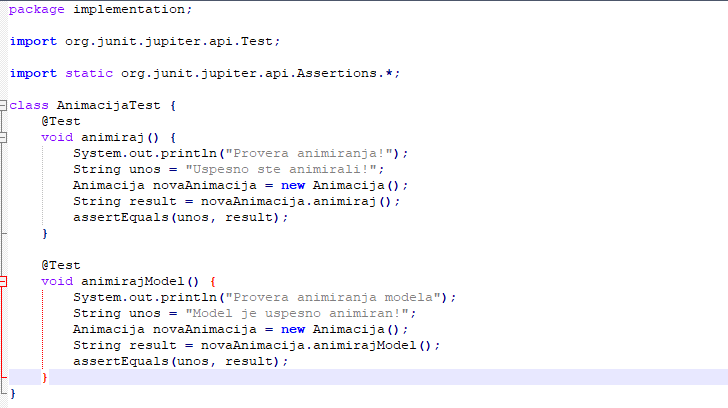 package implementation;
import org.junit.jupiter.api.Test;
import static org.junit.jupiter.api.Assertions.*;
class AnimacijaTest {
@Test
void animiraj() {
System.out.println("Provera animiranja!");
String unos = "Uspesno ste animirali!";
Animacija novaAnimacija = new Animacija();
String result = novaAnimacija.animiraj();
assertEquals(unos, result);
}
@Test
void animirajModel() {
System.out.println("Provera animiranja modela");
String unos = "Model je uspesno animiran!";
Animacija novaAnimacija = new Animacija();
String result = novaAnimacija.animirajModel();
assertEquals(unos, result);
}
}